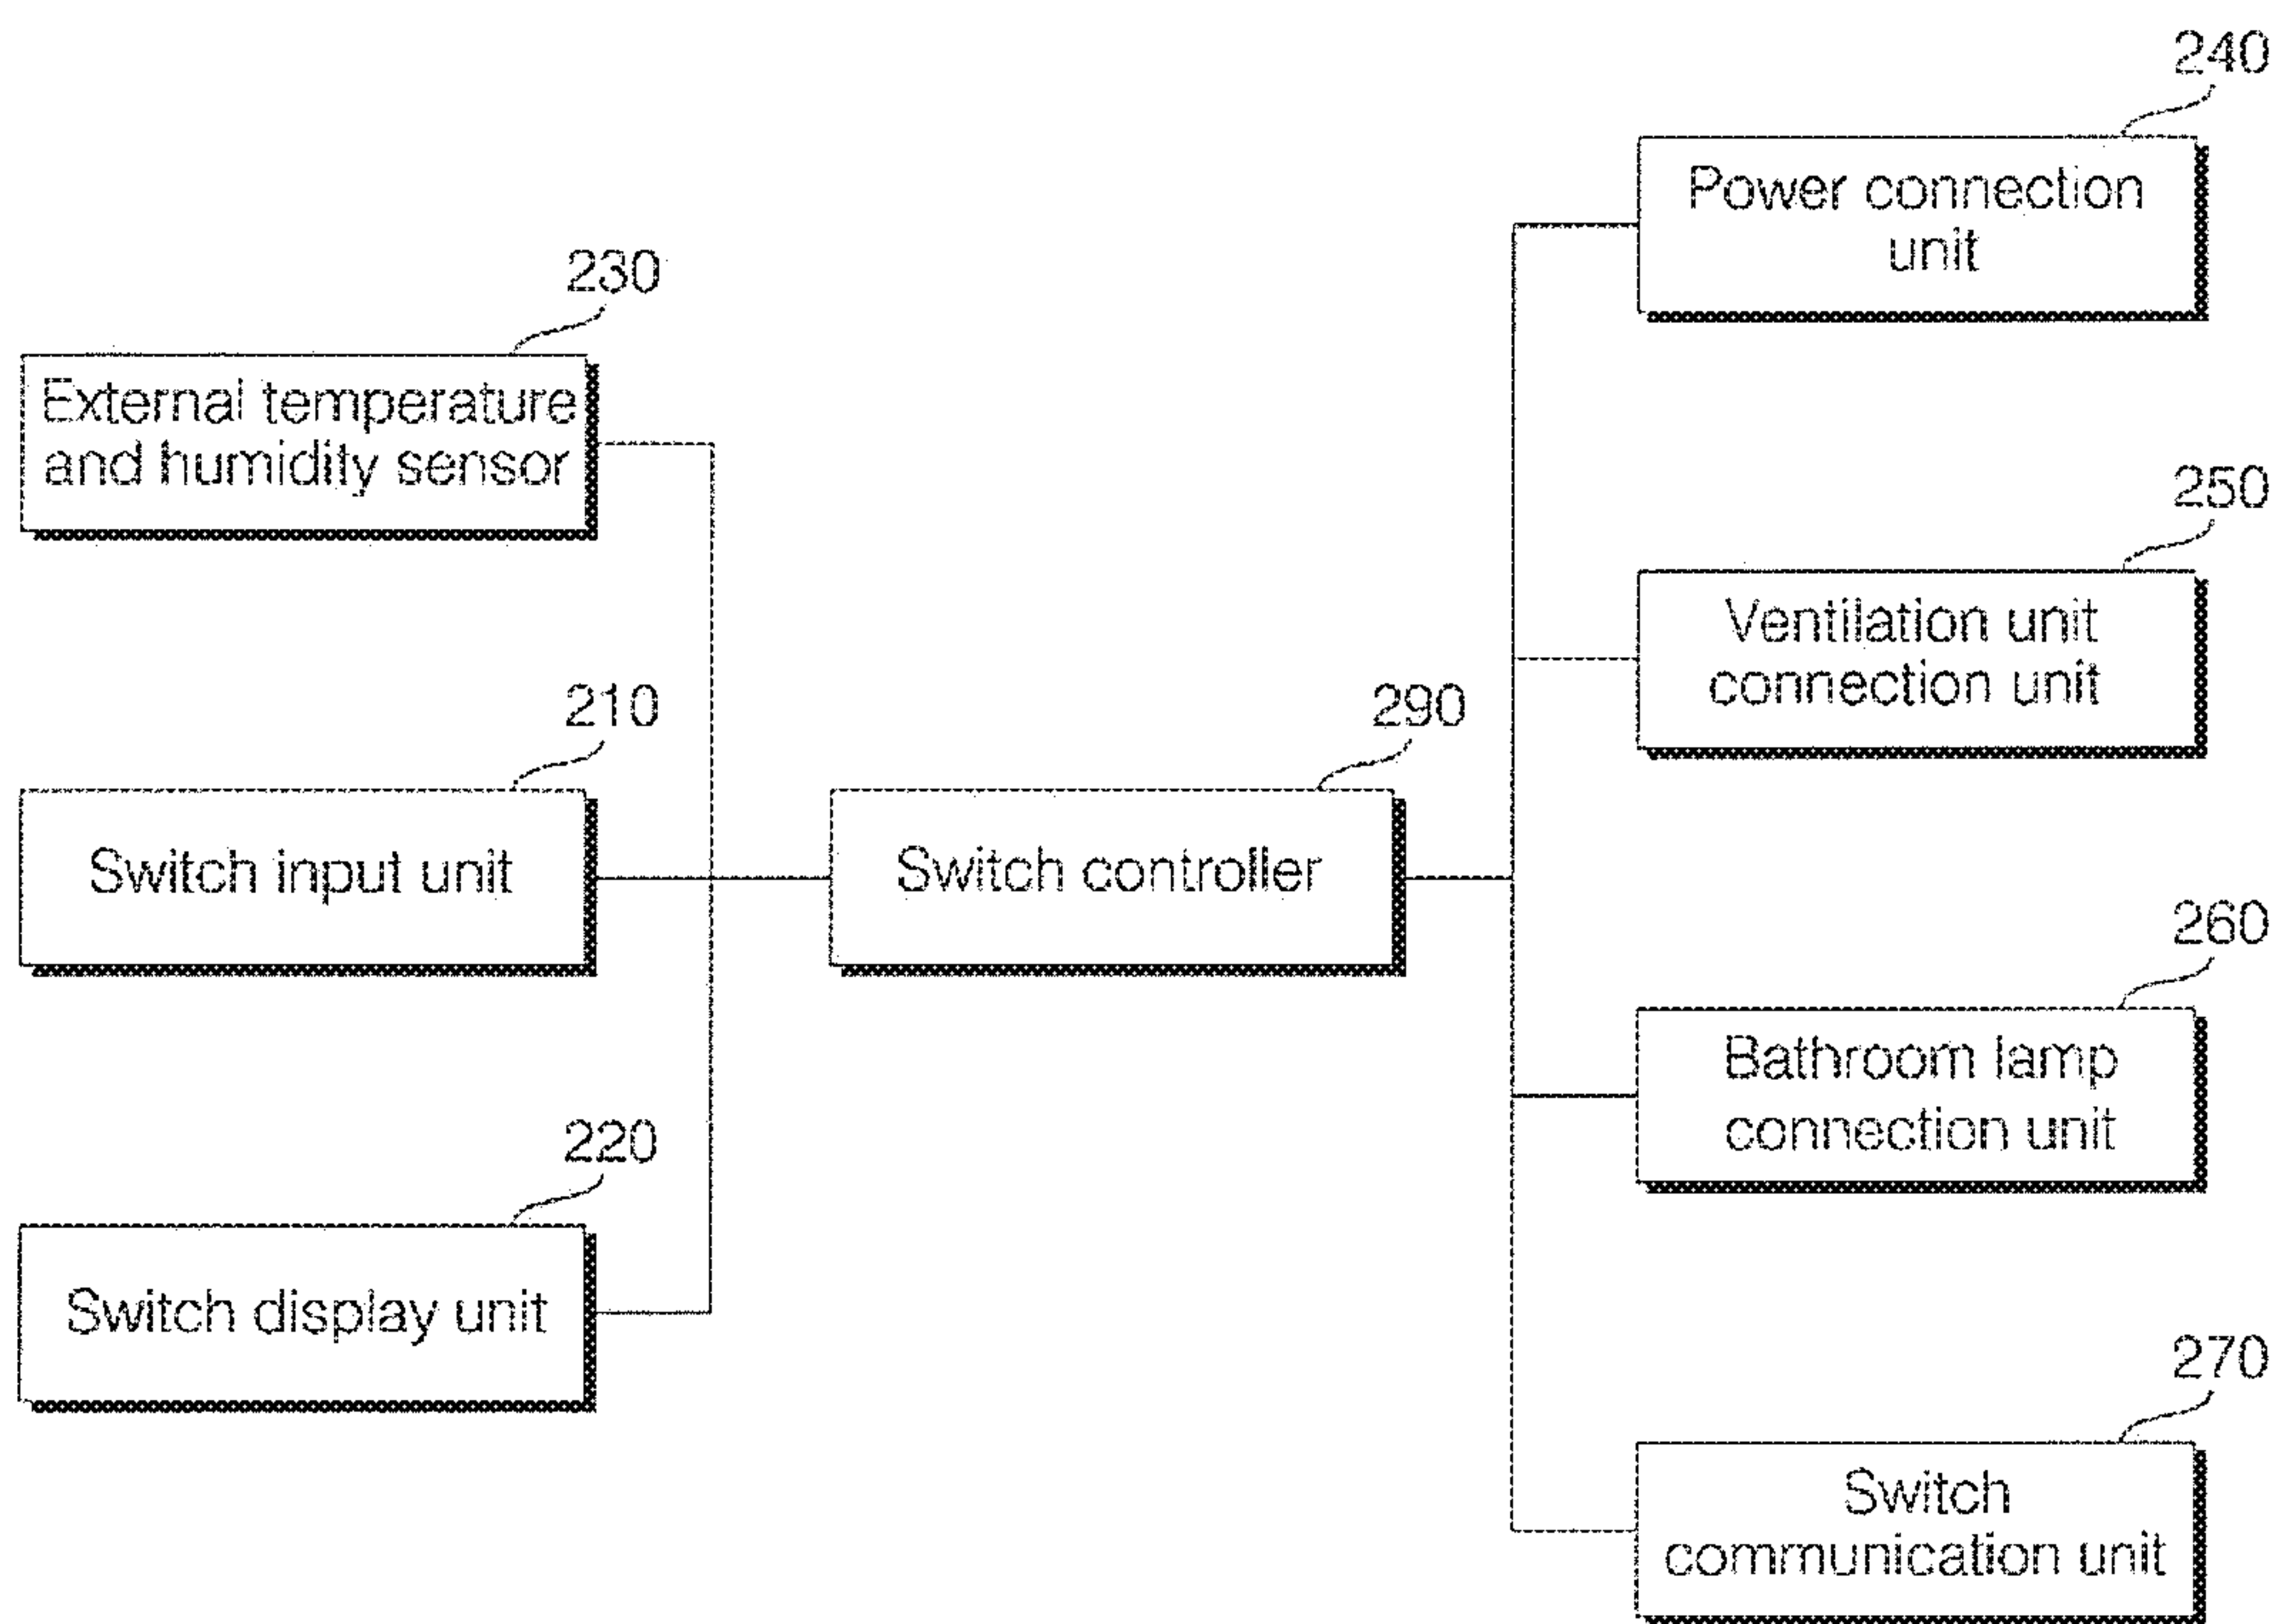 240
Power connection
unit
230
External temperature
and humidity sensor
250
Ventilation unit
connection unit
210
Switch input unit
290
Switch controller
260
Bathroom lamp
connection unit
220
Switch display unit
270
Switch
communication unit